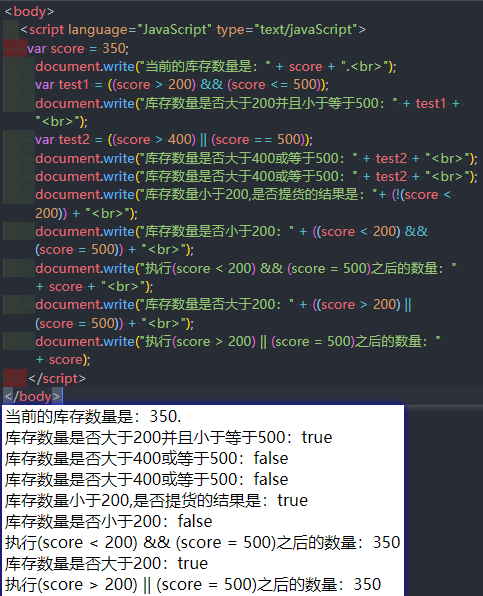 <body>
<script language="JavaScript" type="text/javaScript">
var score = 350;
document.write("当前的库存数量是：" + score + ".<br>");
var test1 = ((score > 200) && (score <= 500));
document.write("库存数量是否大于200并且小于等于500：" + test1 +
"<br>");
var test2 = ((score > 400) || (score == 500));
document.write("库存数量是否大于400或等于500：" + test2 + "<br>");
document.write("库存数量是否大于400或等于500：" + test2 + "<br>");
document.write("库存数量小于200,是否提货的结果是："+ (!(score <
200)) + "<br>");
document.write("库存数量是否小于200：" + ((score < 200) &&
(score = 500)) + "<br>");
document.write("执行(score < 200) && (score = 500)之后的数量："
+ score + "<br>");
document.write("库存数量是否大于200：" + ((score > 200) ||
(score = 500)) + "<br>");
document.write("执行(score > 200) || (score = 500)之后的数量："
+ score);
</script>
</body>
当前的库存数量是：350.
库存数量是否大于200并且小于等于500：true
库存数量是否大于400或等于500：false
库存数量是否大于400或等于500：false
库存数量小于200,是否提货的结果是：true
库存数量是否小于200：false
执行(score < 200) && (score = 500)之后的数量：350
库存数量是否大于200：true
执行(score > 200) || (score = 500)之后的数量：350